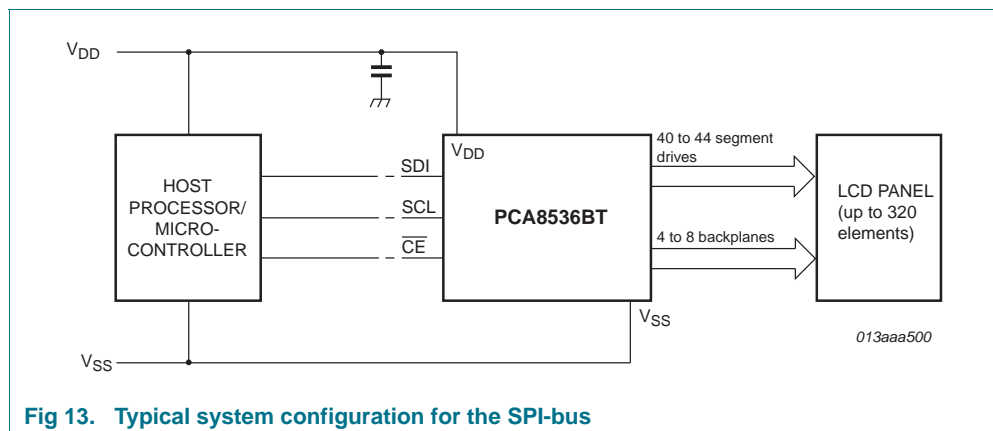 VDD
HOST
PROCESSOR/
MICRO-
CONTROLLER
SDI
SCL
CE
VDD
PCA8536BT
40 to 44 segment
drives
4 to 8 backplanes
LCD PANEL
(up to 320
elements)
VSS
VSS
013aaa500
Fig 13. Typical system configuration for the SPI-bus